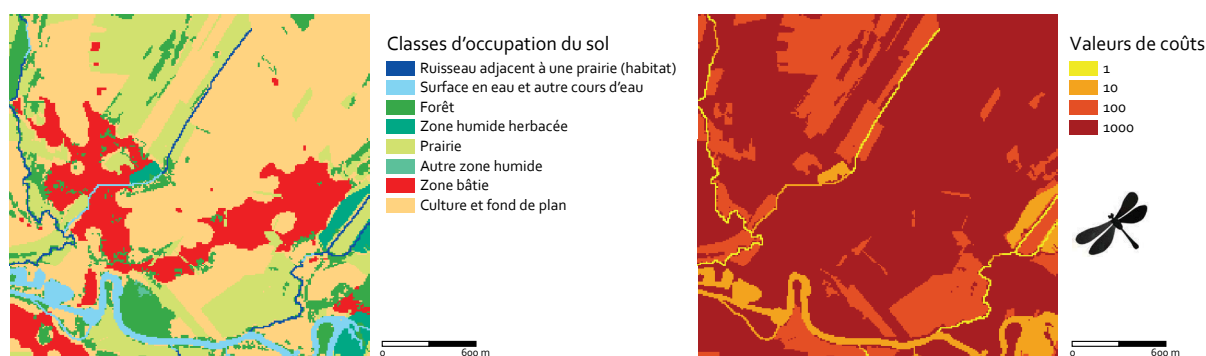 Classes d'occupation du sol
Ruisseau adjacent à une prairie (habitat)
Surface en eau et autre cours d'eau
Forêt
Zone humide herbacée
Prairie
Autre zone humide
Zone bâtie
Culture et fond de plan
0 600 m
Valeurs de coûts
1
10
100
1000
0 600 m